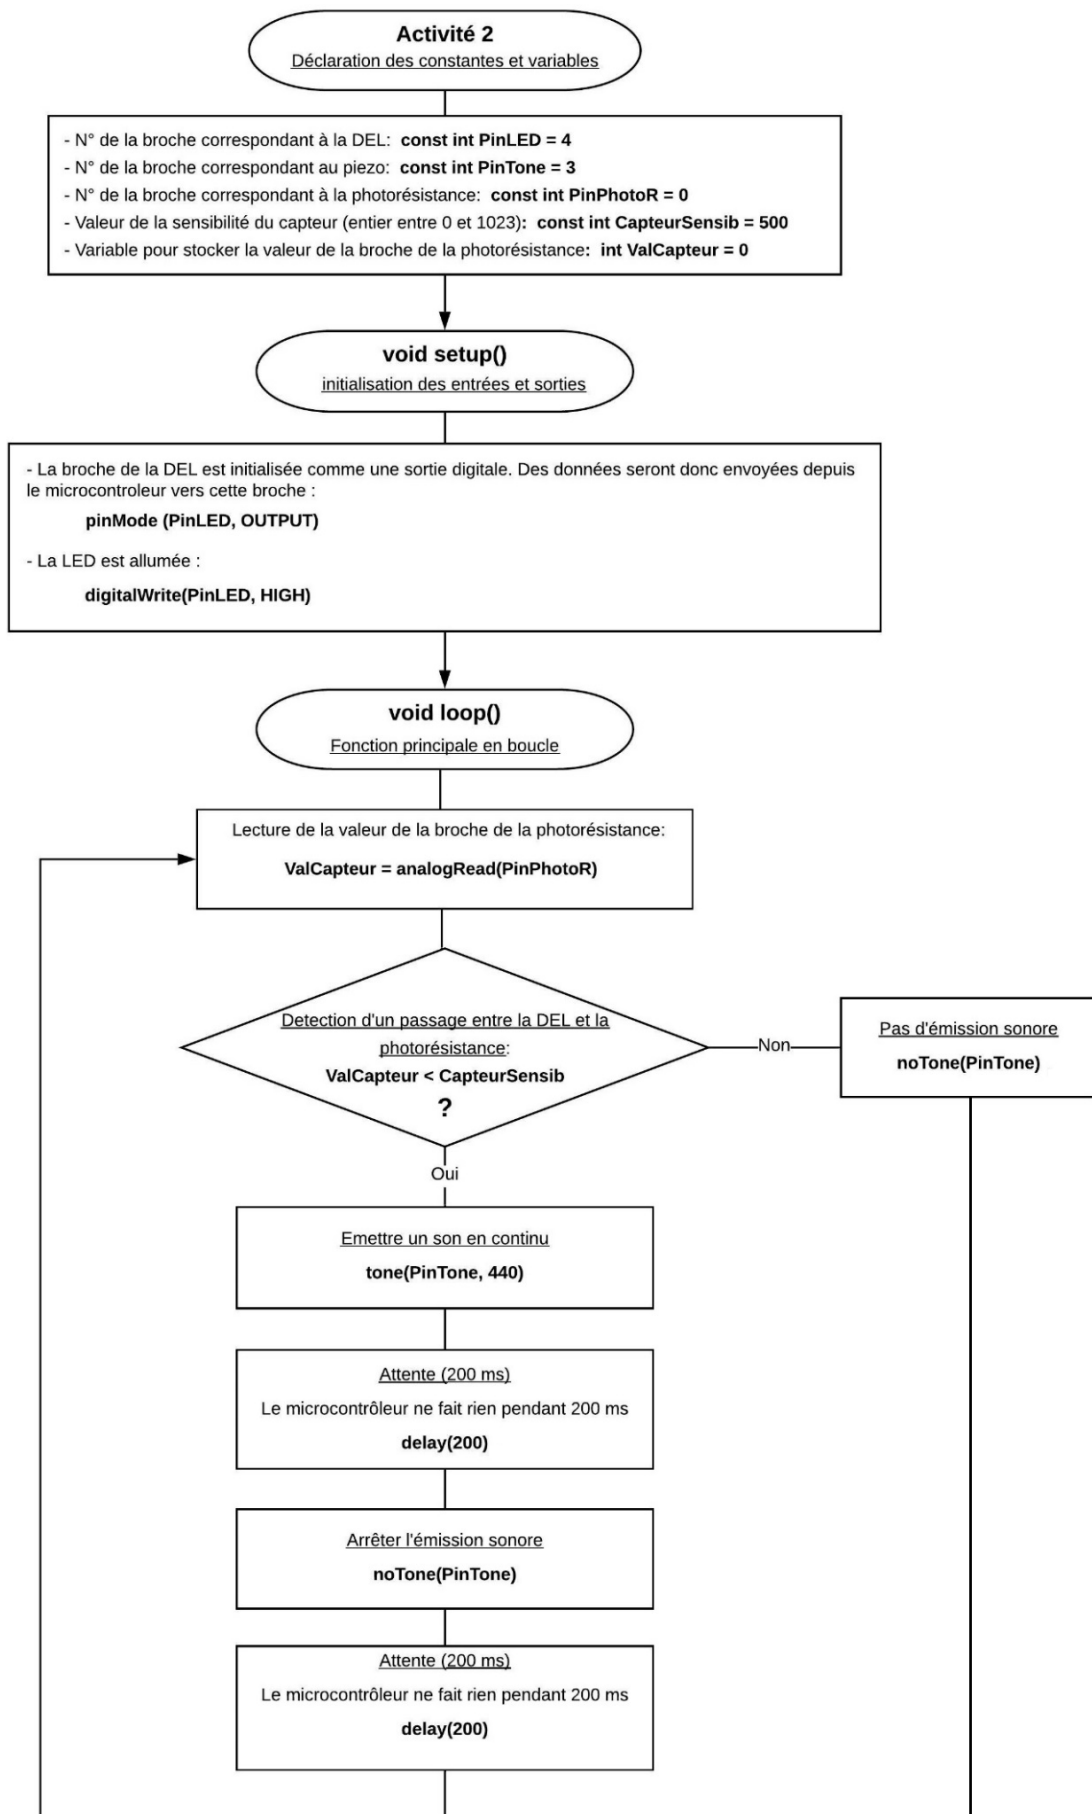 Activité 2
Déclaration des constantes et variables
- N° de la broche correspondant à la DEL: const int PinLED = 4
- N° de la broche correspondant au piezo: const int PinTone = 3
- N° de la broche correspondant à la photorésistance: const int PinPhotoR = 0
- Valeur de la sensibilité du capteur (entier entre 0 et 1023): const int CapteurSensib = 500
- Variable pour stocker la valeur de la broche de la photorésistance: int ValCapteur = 0
void setup()
initialisation des entrées et sorties
- La broche de la DEL est initialisée comme une sortie digitale. Des données seront donc envoyées depuis
le microcontroleur vers cette broche :
pinMode (PinLED, OUTPUT)
- La LED est allumée :
digitalWrite(PinLED, HIGH)
void loop()
Fonction principale en boucle
Lecture de la valeur de la broche de la photorésistance:
ValCapteur = analogRead(PinPhotoR)
Detection d'un passage entre la DEL et la
photorésistance:
ValCapteur < CapteurSensib
?
Non
Pas d'émission sonore
noTone(PinTone)
Oui
Emettre un son en continu
tone(PinTone, 440)
Attente (200 ms)
Le microcontrôleur ne fait rien pendant 200 ms
delay(200)
Arrêter l'émission sonore
noTone(PinTone)
Attente (200 ms)
Le microcontrôleur ne fait rien pendant 200 ms
delay(200)